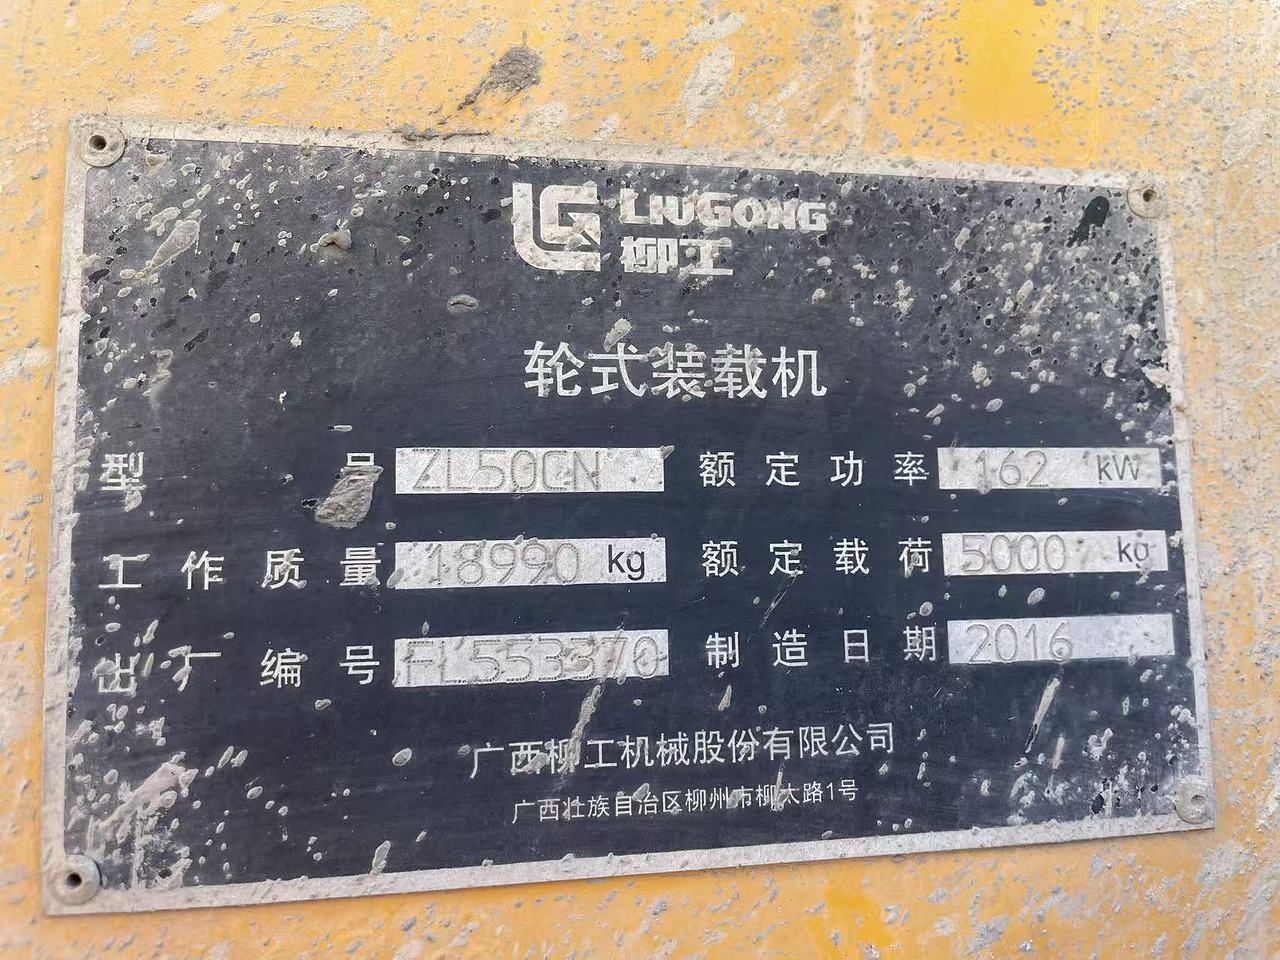 LIUGONG
柳工
轮式装载机
型号 ZL50CN 额定功率 162 kW
工作质量 18990 kg 额定载荷 5000 kg
出厂编号 FL553370 制造日期 2016
广西柳工机械股份有限公司
广西壮族自治区柳州市柳太路1号